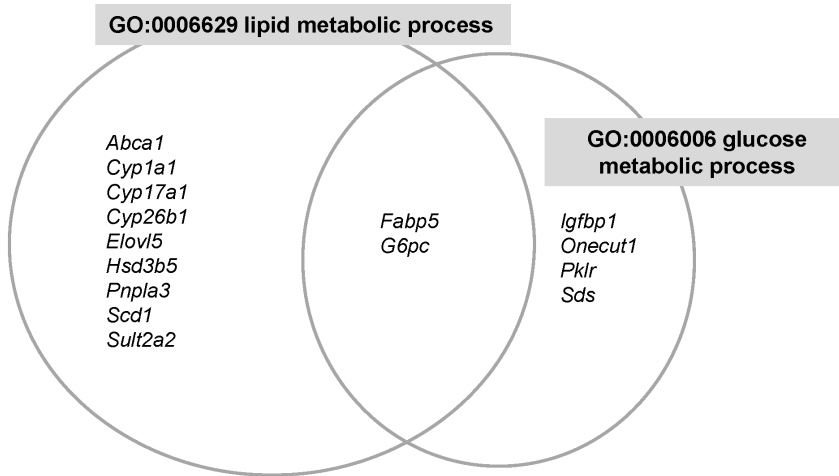 GO:0006629 lipid metabolic process
GO:0006006 glucose
metabolic process
Abca1
Cyp1a1
Cyp17a1
Cyp26b1
Elovl5
Hsd3b5
Pnpla3
Scd1
Sult2a2
Fabp5
G6pc
Igfbp1
Onecut1
Pklr
Sds